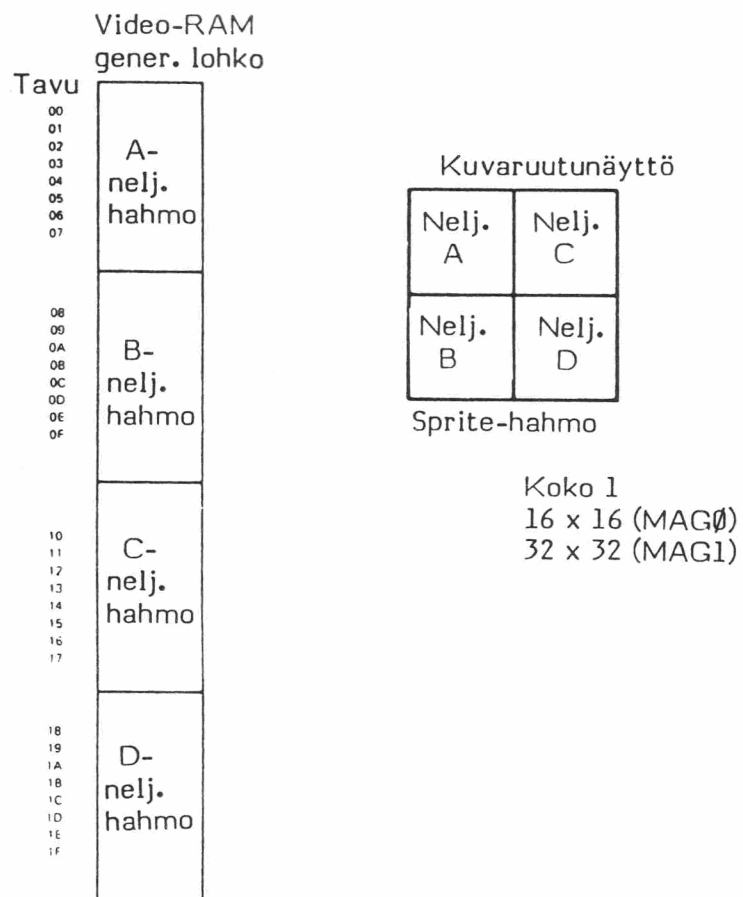 Video-RAM
gener. lohko
Tavu
00
01
02
03
04
05
06
07
A-
nelj.
hahmo
08
09
0A
0B
0C
0D
0E
0F
B-
nelj.
hahmo
10
11
12
13
14
15
16
17
C-
nelj.
hahmo
18
19
1A
1B
1C
1D
1E
1F
D-
nelj.
hahmo
Kuvaruutunäyttö
Nelj. Nelj.
A C
Nelj. Nelj.
B D
Sprite-hahmo
Koko 1
16 x 16 (MAGØ)
32 x 32 (MAG1)